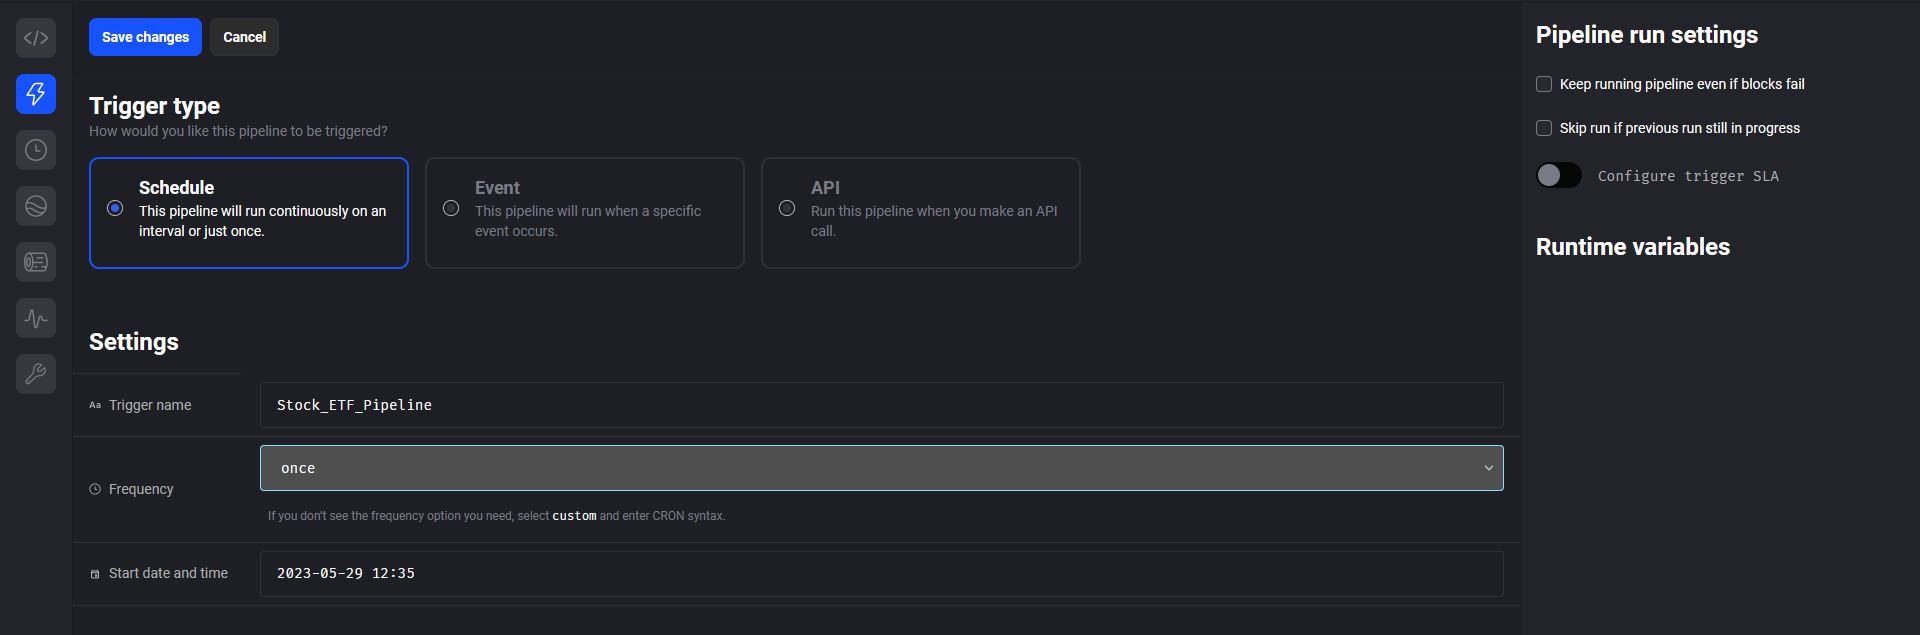 Save changes
Cancel
Trigger type
How would you like this pipeline to be triggered?
Schedule
This pipeline will run continuously on an
interval or just once.
Event
This pipeline will run when a specific
event occurs.
API
Run this pipeline when you make an API
call.
Settings
Aa Trigger name
Stock_ETF_Pipeline
Frequency
once
If you don't see the frequency option you need, select custom and enter CRON syntax.
Start date and time
2023-05-29 12:35
Pipeline run settings
Keep running pipeline even if blocks fail
Skip run if previous run still in progress
Configure trigger SLA
Runtime variables